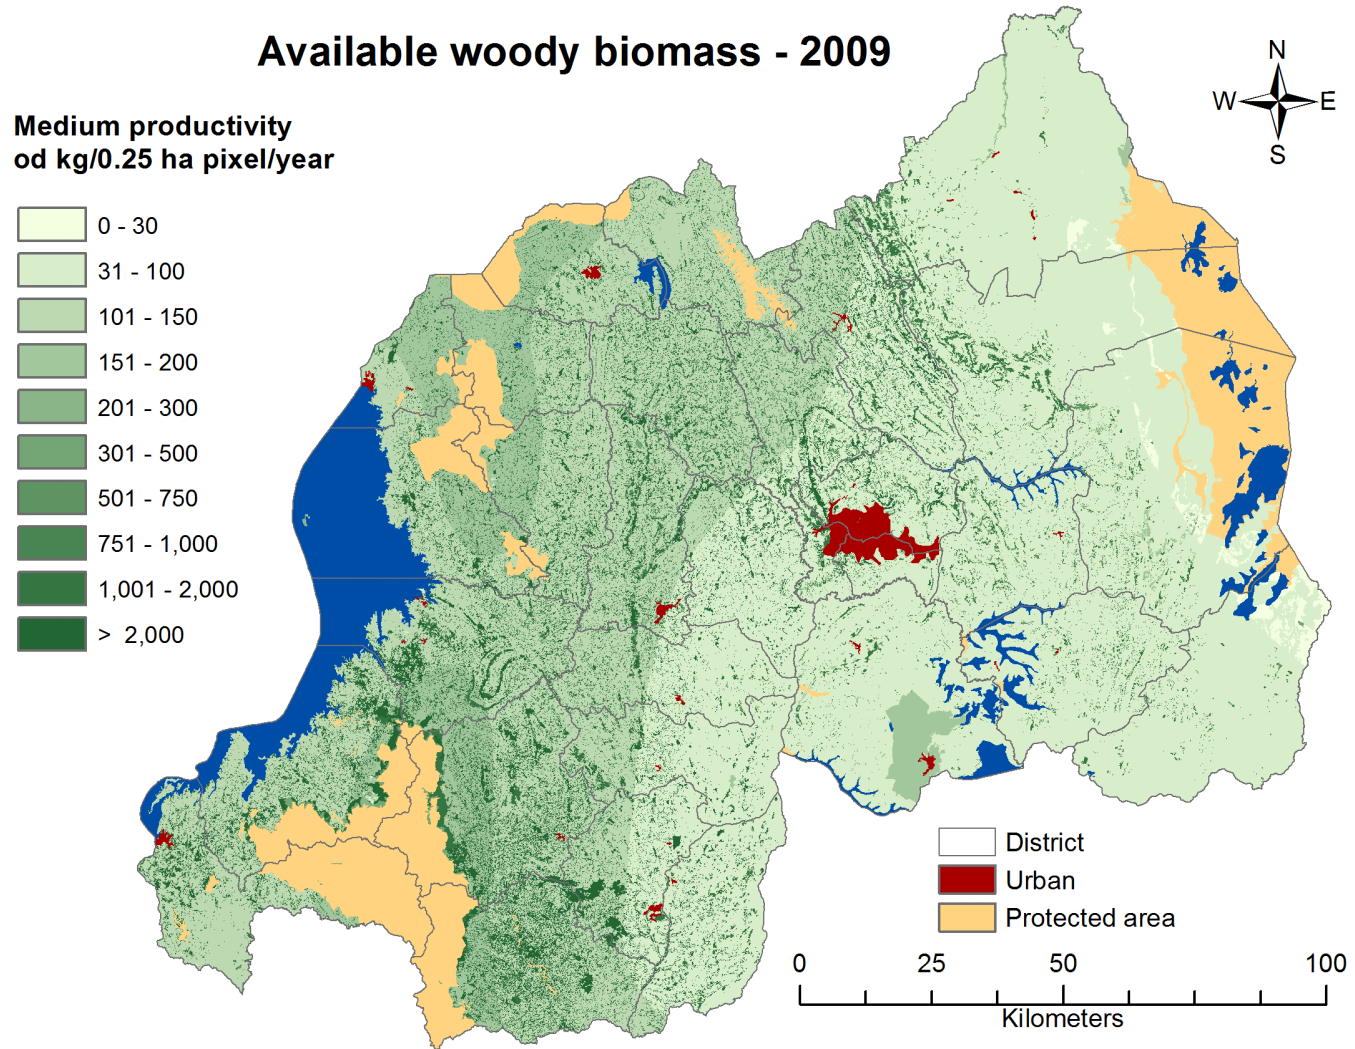 Available woody biomass - 2009
N
W E
S
Medium productivity
od kg/0.25 ha pixel/year
0 - 30
31 - 100
101 - 150
151 - 200
201 - 300
301 - 500
501 - 750
751 - 1,000
1,001 - 2,000
> 2,000
District
Urban
Protected area
0 25 50 100
Kilometers